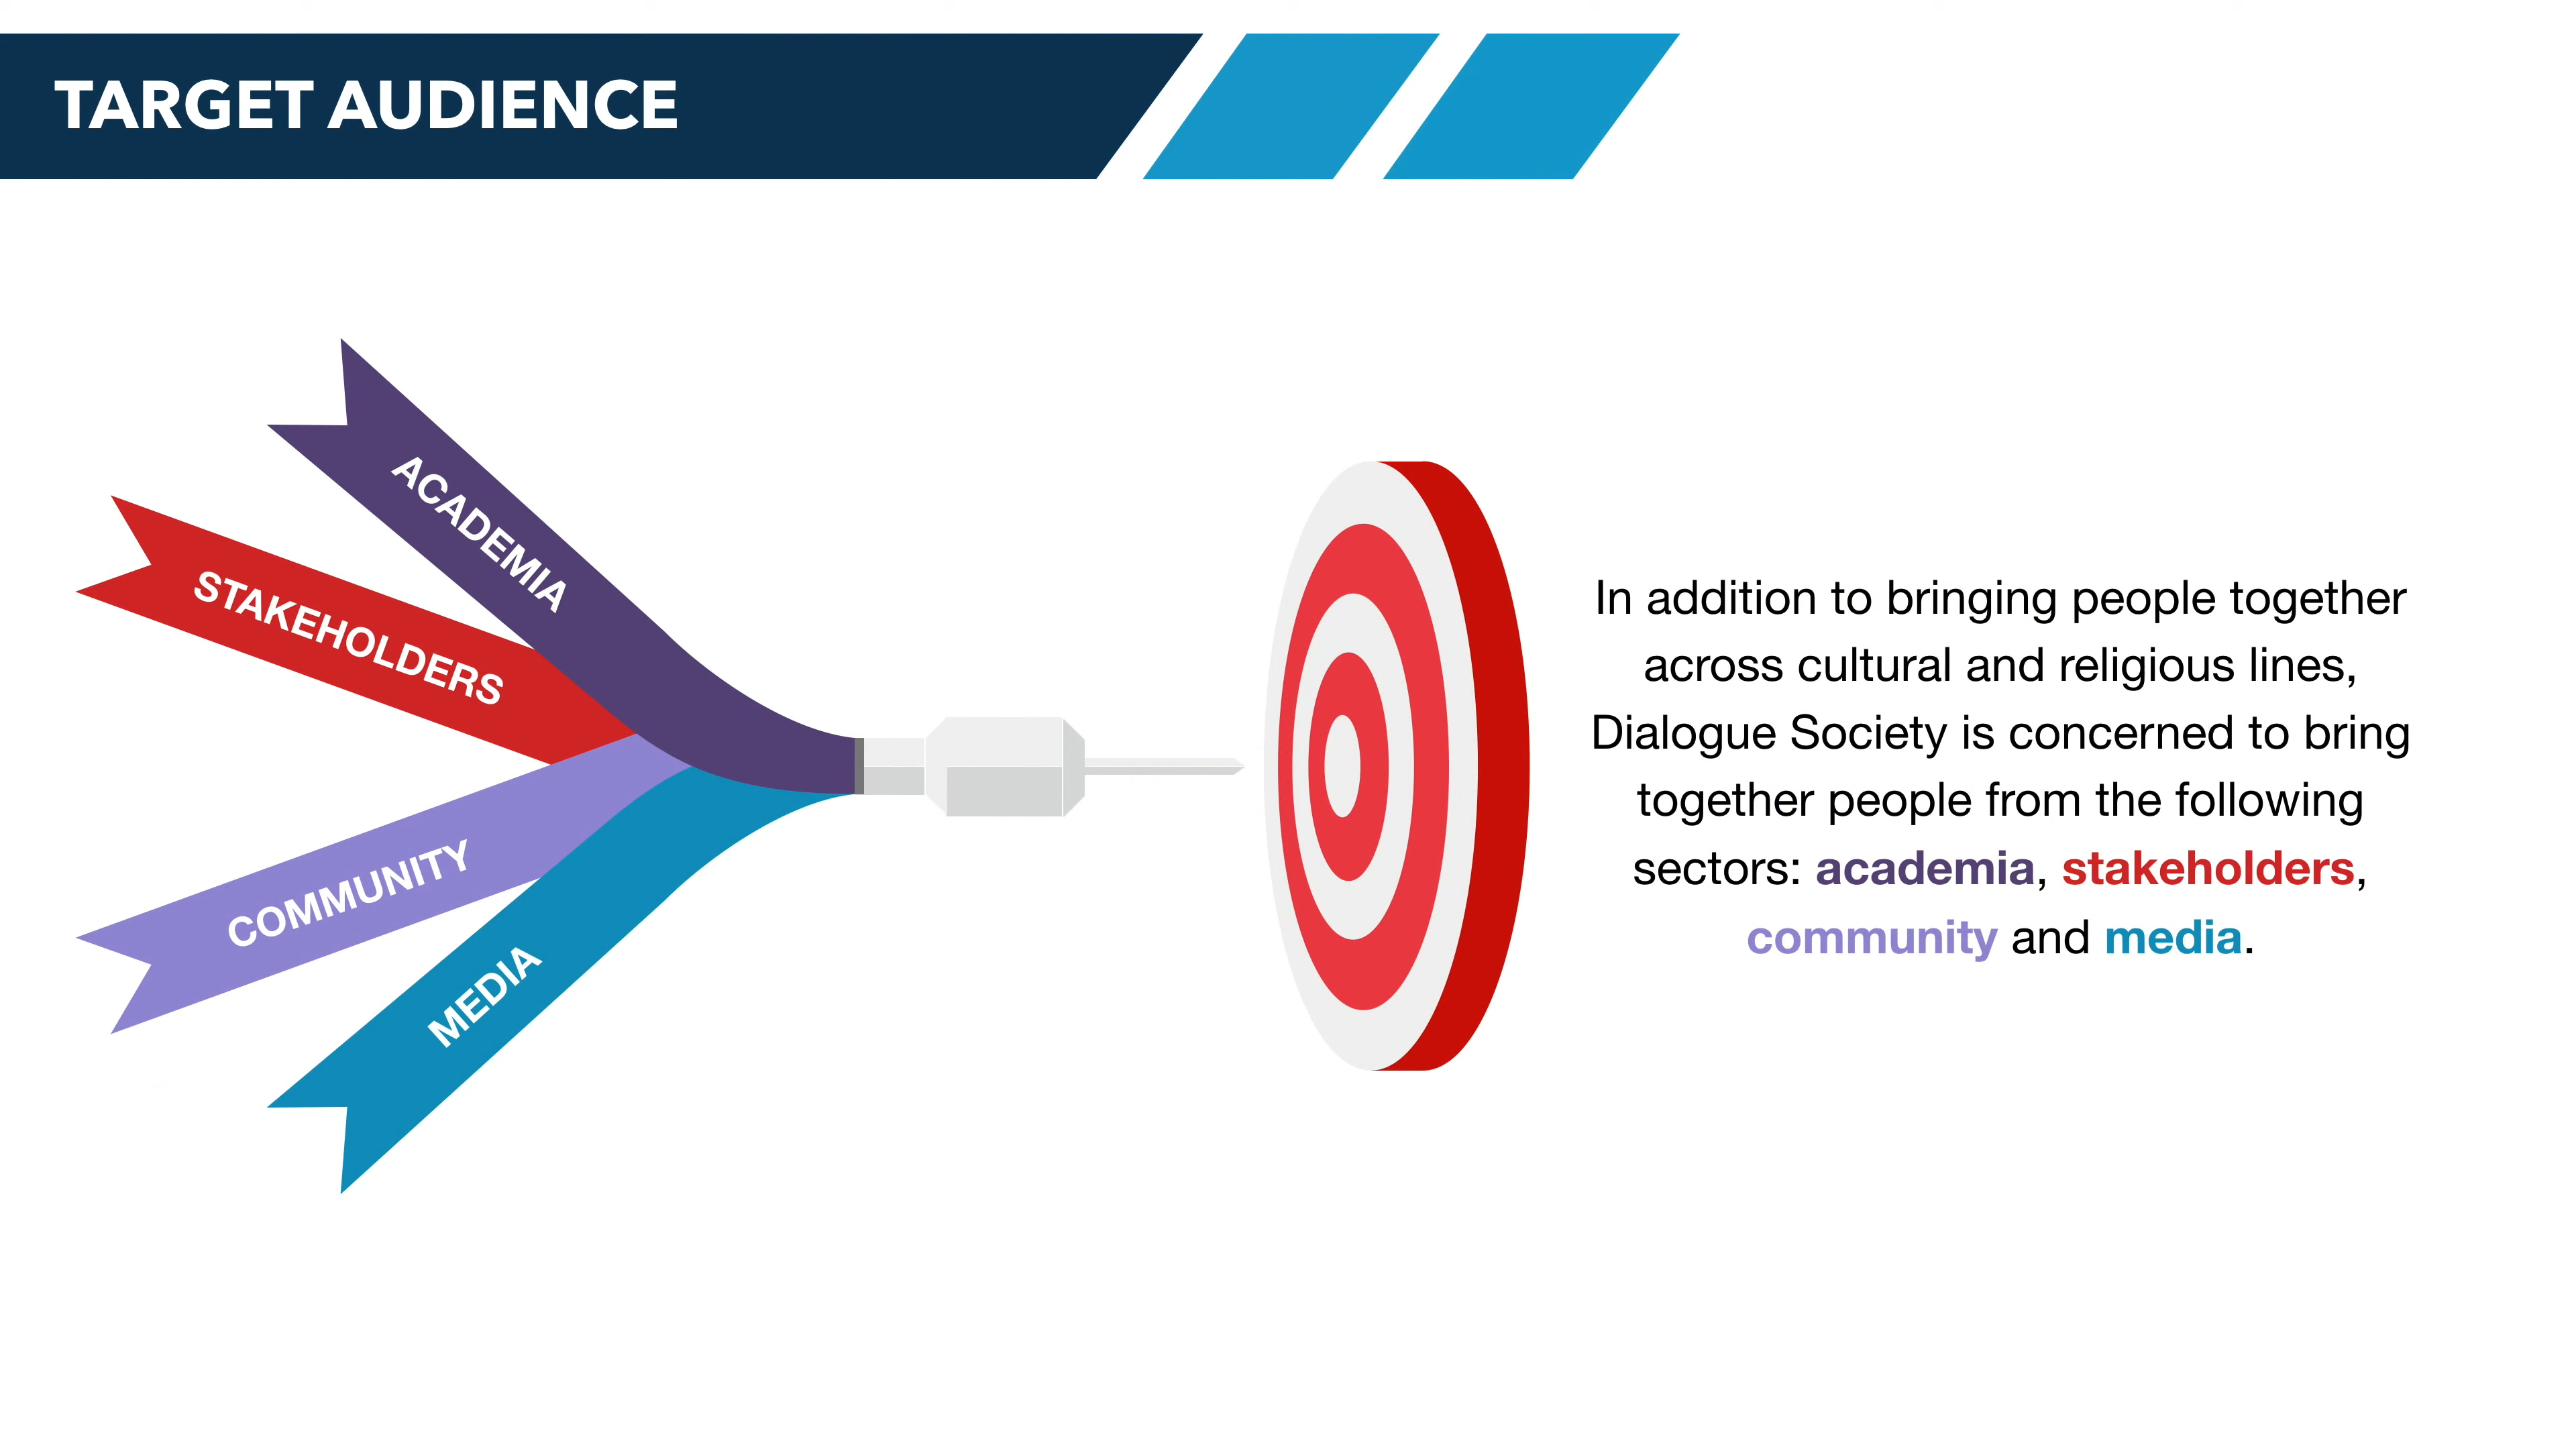 TARGET AUDIENCE
ACADEMIA
STAKEHOLDERS
COMMUNITY
MEDIA
In addition to bringing people together
across cultural and religious lines,
Dialogue Society is concerned to bring
together people from the following
sectors: academia, stakeholders,
community and media.